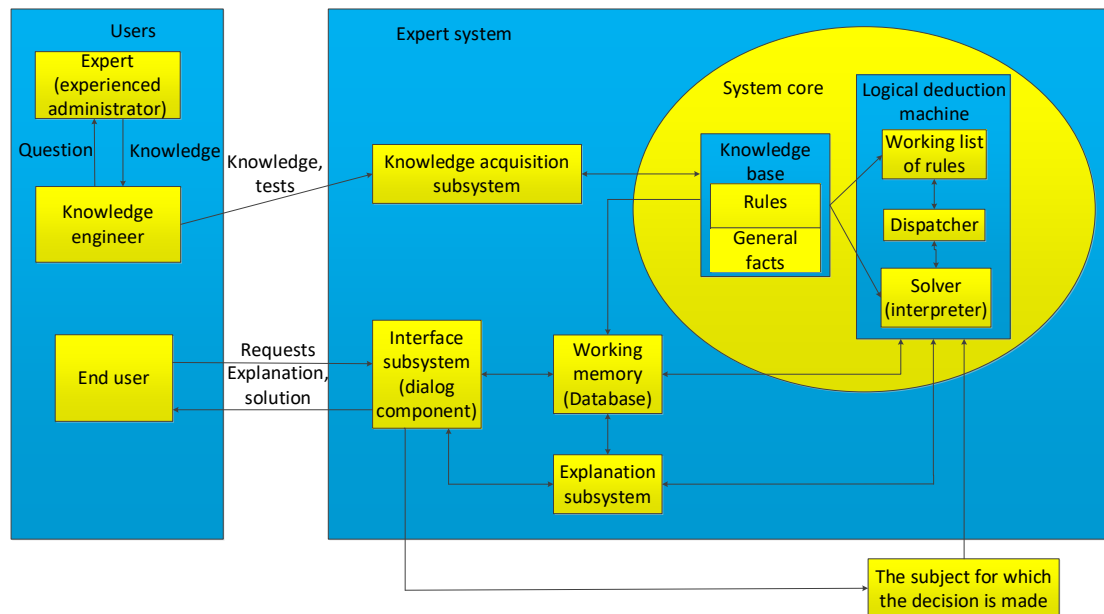 Users
Expert
(experienced
administrator)
Question
Knowledge
Knowledge
engineer
Knowledge,
tests
End user
Requests
Explanation,
solution
Expert system
Knowledge acquisition
subsystem
System core
Knowledge
base
Rules
General
facts
Logical deduction
machine
Working list
of rules
Dispatcher
Solver
(interpreter)
Interface
subsystem
(dialog
component)
Working
memory
(Database)
Explanation
subsystem
The subject for which
the decision is made